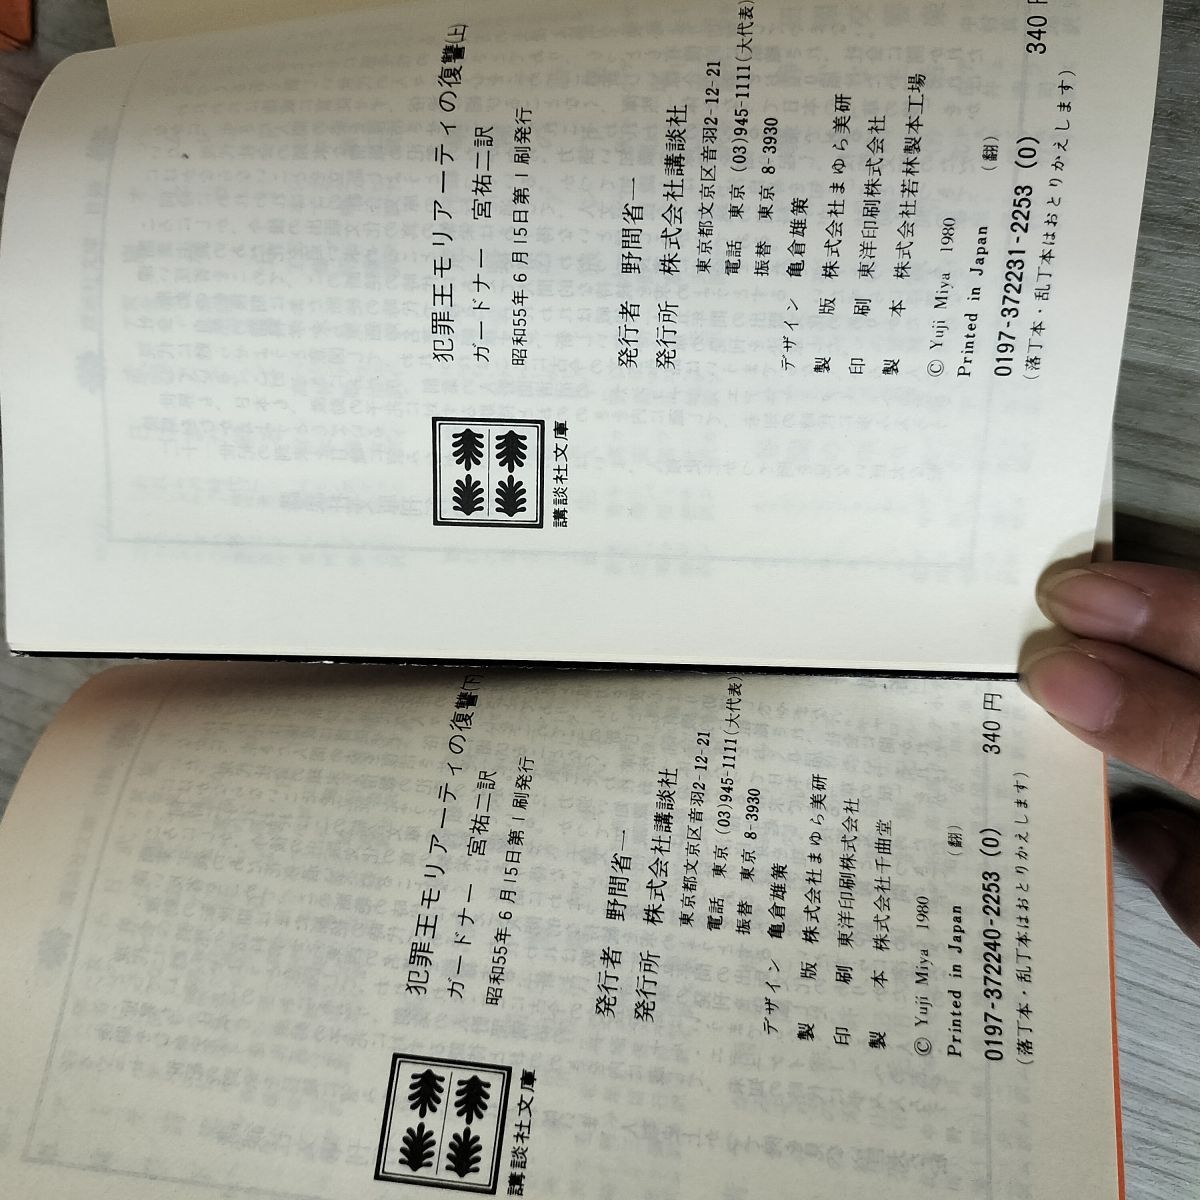 犯罪王モリアーティの復讐(上)
ガードナー 宮祐二訳
昭和55年6月15日第1刷発行
発行者 野間省一
発行所 株式会社講談社
東京都文京区音羽2-12-21
電話 東京 (03)945-1111(大代表)
振替 東京 8-3930
デザイン 亀倉雄策
製版 株式会社まゆら美研
印刷 東洋印刷株式会社
製本 株式会社若林製本工場
© Yuji Miya 1980
Printed in Japan (翻)
0197-372231-2253 (0)
(落丁本・乱丁本はおとりかえします)
340円
講談社文庫
犯罪王モリアーティの復讐(下)
ガードナー 宮祐二訳
昭和55年6月15日第1刷発行
発行者 野間省一
発行所 株式会社講談社
東京都文京区音羽2-12-21
電話 東京 (03)945-1111(大代表)
振替 東京 8-3930
デザイン 亀倉雄策
製版 株式会社まゆら美研
印刷 東洋印刷株式会社
製本 株式会社千曲堂
© Yuji Miya 1980
Printed in Japan (翻)
0197-372240-2253 (0)
(落丁本・乱丁本はおとりかえします)
340円
講談社文庫